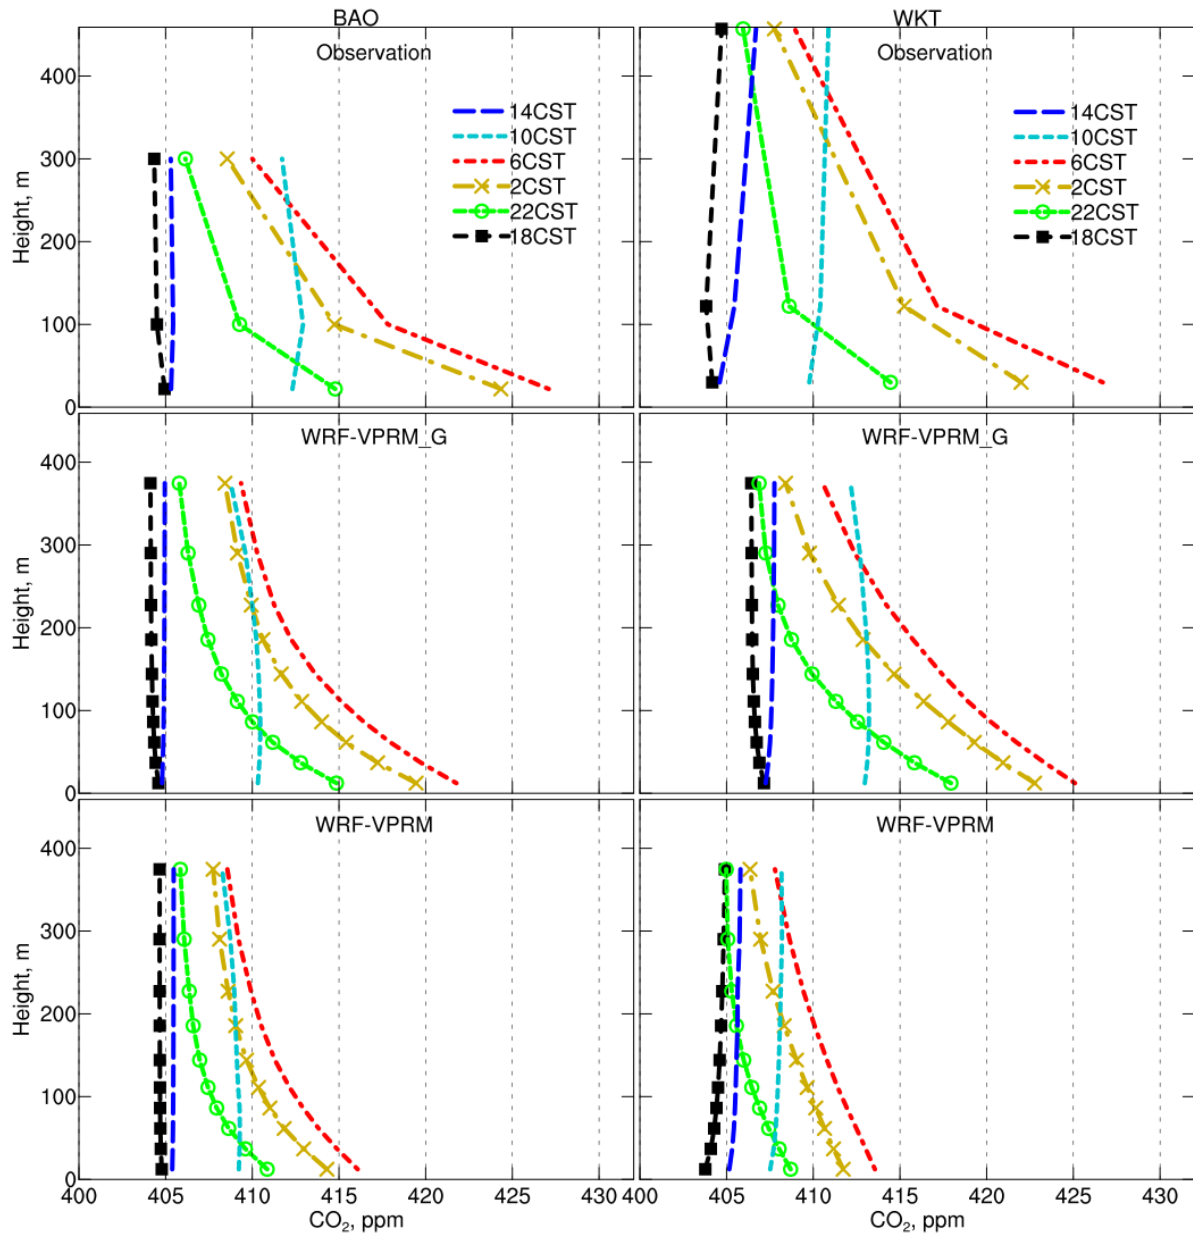 BAO
WKT
Observation
Observation
14CST
10CST
6CST
2CST
22CST
18CST
14CST
10CST
6CST
2CST
22CST
18CST
Height, m
400
300
200
100
0
WRF-VPRM_G
WRF-VPRM_G
Height, m
400
300
200
100
0
WRF-VPRM
WRF-VPRM
Height, m
400
300
200
100
0
400 405 410 415 420 425 430 400 405 410 415 420 425 430
CO₂, ppm
CO₂, ppm